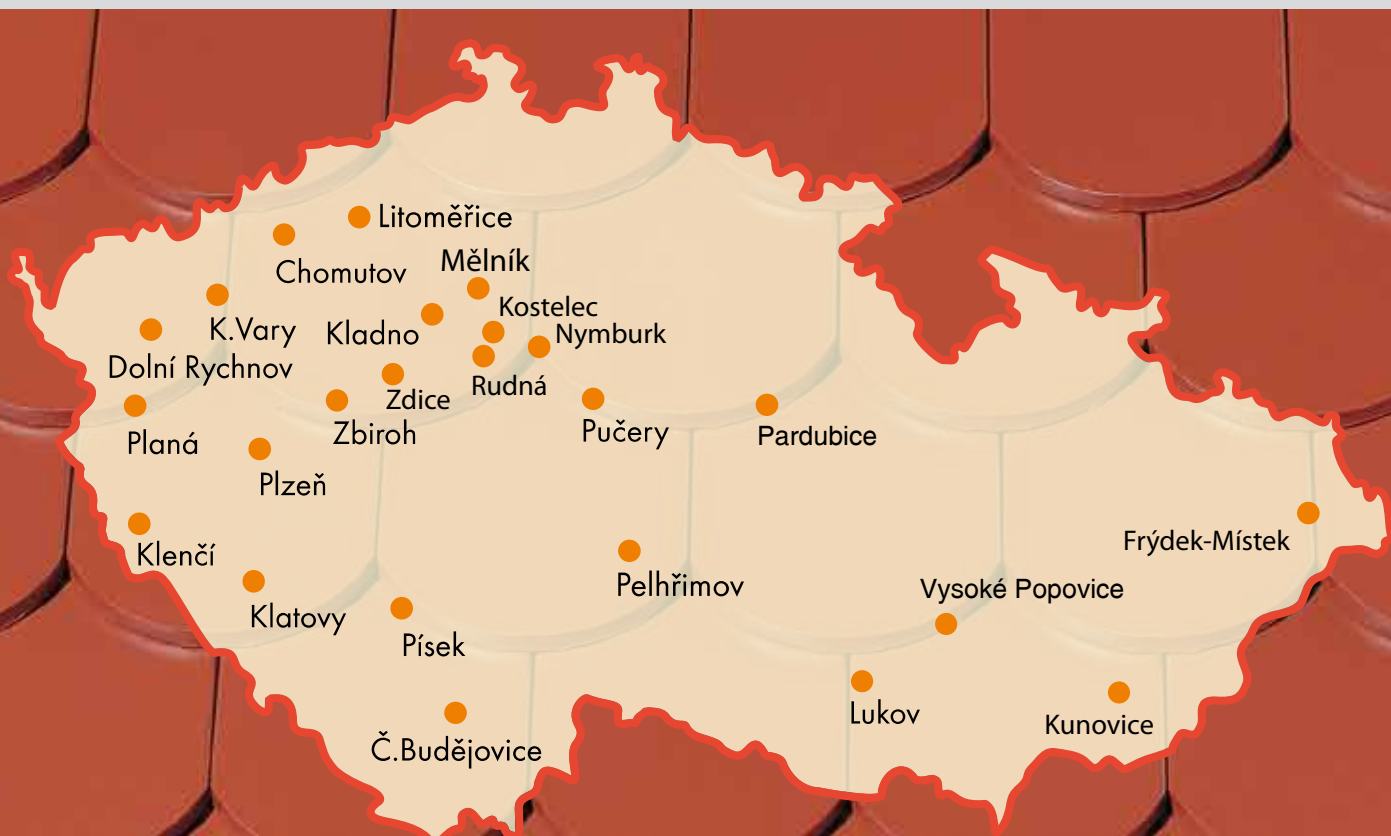 Litoměřice
Chomutov
Mělník
Kostelec
K.Vary
Kladno
Nymburk
Dolní Rychnov
Rudná
Zdice
Zbiroh
Pučery
Pardubice
Planá
Plzeň
Frýdek-Místek
Klenčí
Pelhřimov
Vysoké Popovice
Klatovy
Písek
Lukov
Kunovice
Č.Budějovice